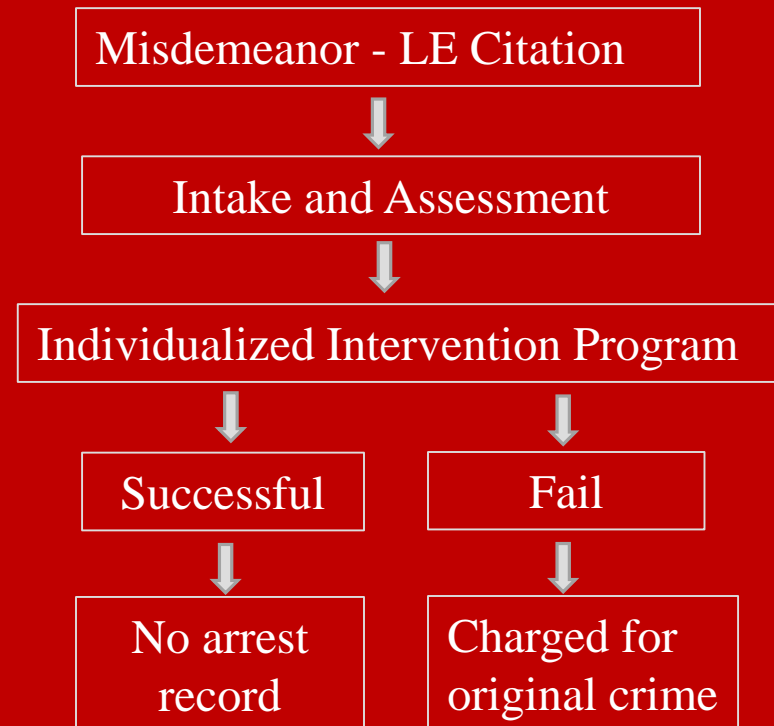 Misdemeanor - LE Citation
Intake and Assessment
Individualized Intervention Program
Successful
Fail
No arrest
record
Charged for
original crime